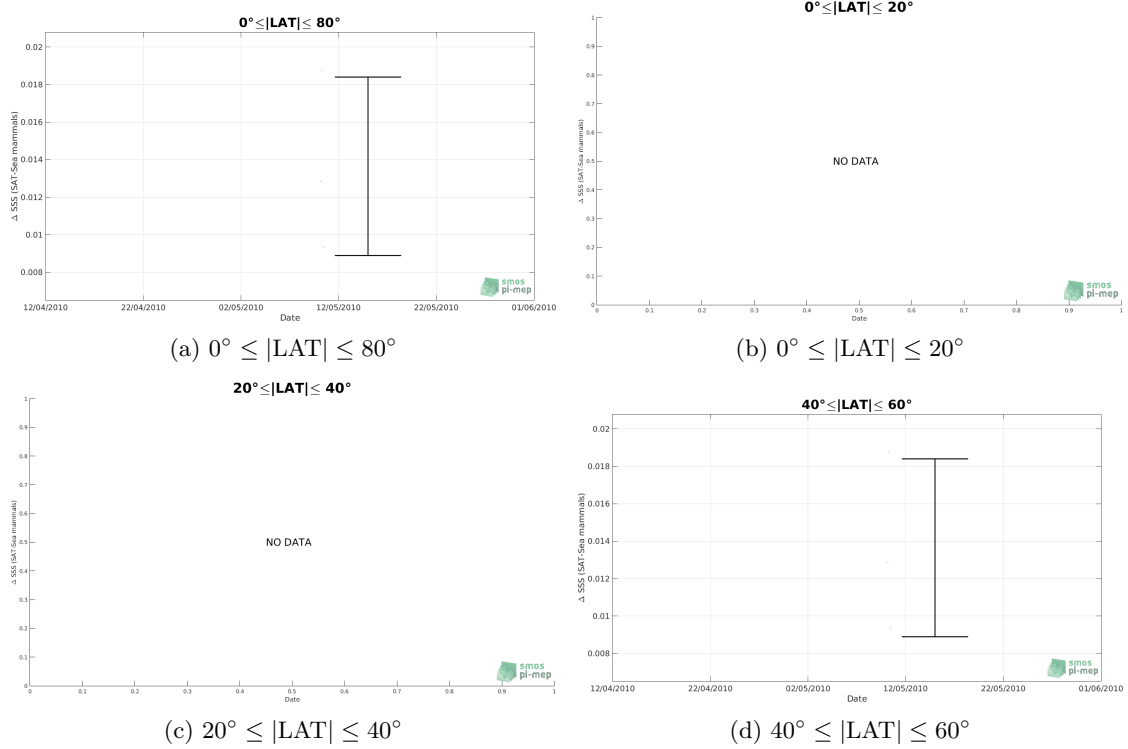 0°≤|LAT|≤ 80°
0.02
0.018
0.016
0.014
0.012
0.01
0.008
Δ SSS (SAT-Sea mammals)
12/04/2010 22/04/2010 02/05/2010 12/05/2010 22/05/2010 01/06/2010
Date
smos
pi-mep
(a) 0° ≤ |LAT| ≤ 80°
0°≤|LAT|≤ 20°
1
0.9
0.8
0.7
0.6
0.5
0.4
0.3
0.2
0.1
0
Δ SSS (SAT-Sea mammals)
NO DATA
0 0.1 0.2 0.3 0.4 0.5 0.6 0.7 0.8 0.9 1
Date
smos
pi-mep
(b) 0° ≤ |LAT| ≤ 20°
20°≤|LAT|≤ 40°
1
0.9
0.8
0.7
0.6
0.5
0.4
0.3
0.2
0.1
0
Δ SSS (SAT-Sea mammals)
NO DATA
0 0.1 0.2 0.3 0.4 0.5 0.6 0.7 0.8 0.9 1
Date
smos
pi-mep
(c) 20° ≤ |LAT| ≤ 40°
40°≤|LAT|≤ 60°
0.02
0.018
0.016
0.014
0.012
0.01
0.008
Δ SSS (SAT-Sea mammals)
12/04/2010 22/04/2010 02/05/2010 12/05/2010 22/05/2010 01/06/2010
Date
smos
pi-mep
(d) 40° ≤ |LAT| ≤ 60°